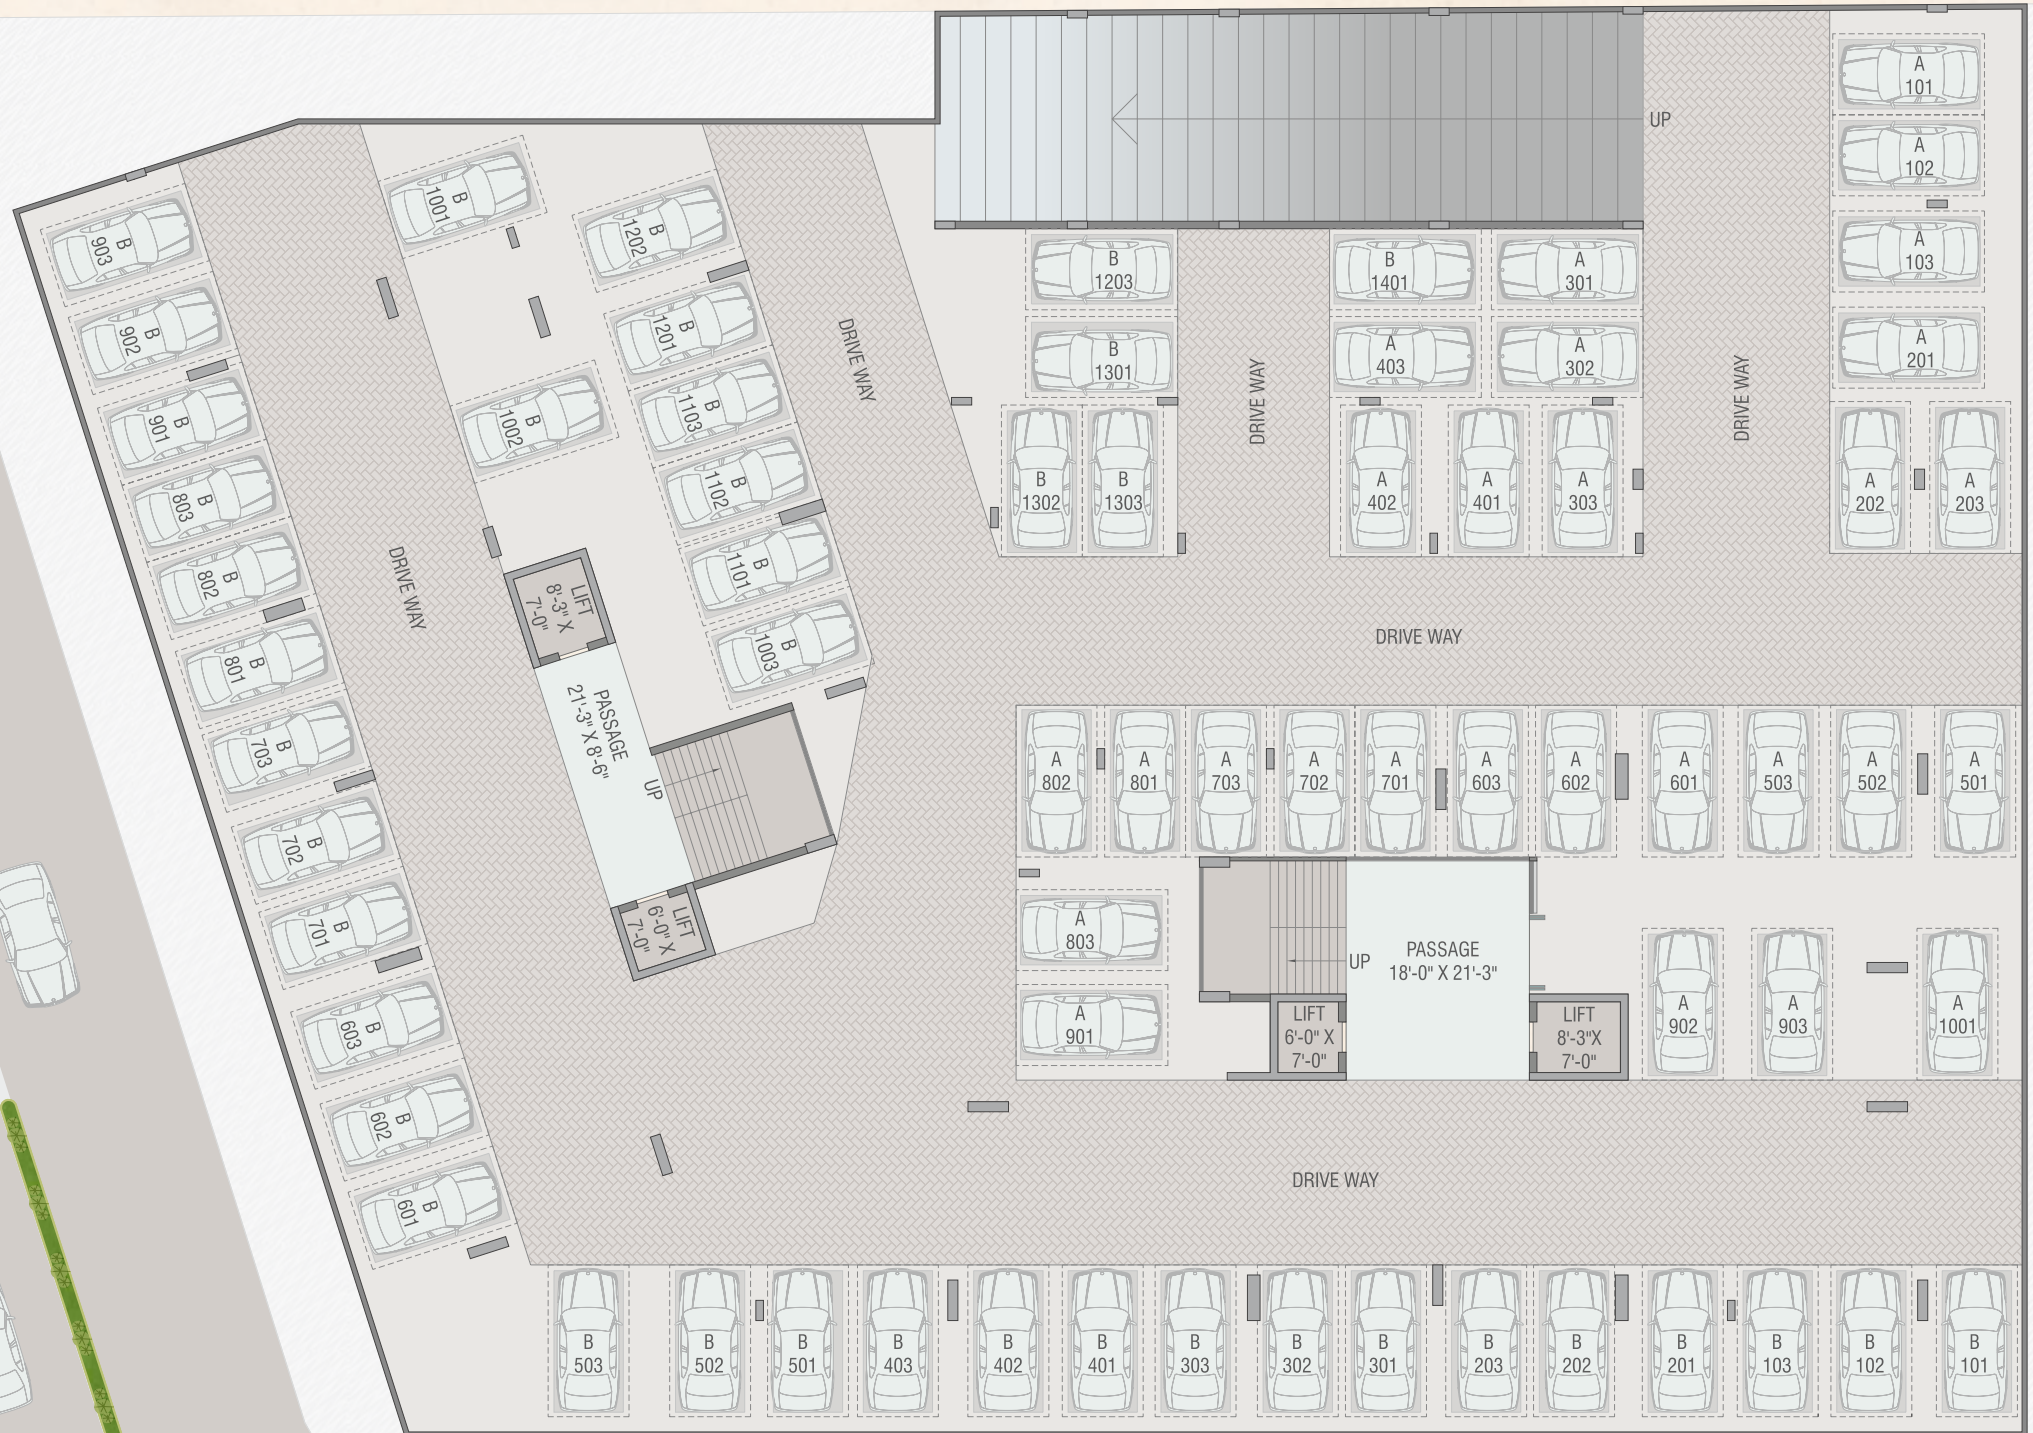 UP
A
101
A
102
A
103
A
201
A
202
A
203
B
1203
B
1301
B
1302
B
1303
DRIVE WAY
B
1401
A
301
A
403
A
302
A
402
A
401
A
303
DRIVE WAY
B
1001
B
1202
B
903
B
902
B
901
B
803
B
802
B
801
B
703
B
702
B
701
B
603
B
602
B
601
DRIVE WAY
B
1002
B
1201
B
1103
B
1102
B
1101
B
1003
DRIVE WAY
LIFT
8'-3" X
7'-0"
PASSAGE
21'-3" X 8'-6"
UP
LIFT
6'-0" X
7'-0"
DRIVE WAY
A
802
A
801
A
703
A
702
A
701
A
603
A
602
A
601
A
503
A
502
A
501
A
803
A
901
UP
PASSAGE
18'-0" X 21'-3"
LIFT
6'-0" X
7'-0"
LIFT
8'-3"X
7'-0"
A
902
A
903
A
1001
DRIVE WAY
B
503
B
502
B
501
B
403
B
402
B
401
B
303
B
302
B
301
B
203
B
202
B
201
B
103
B
102
B
101